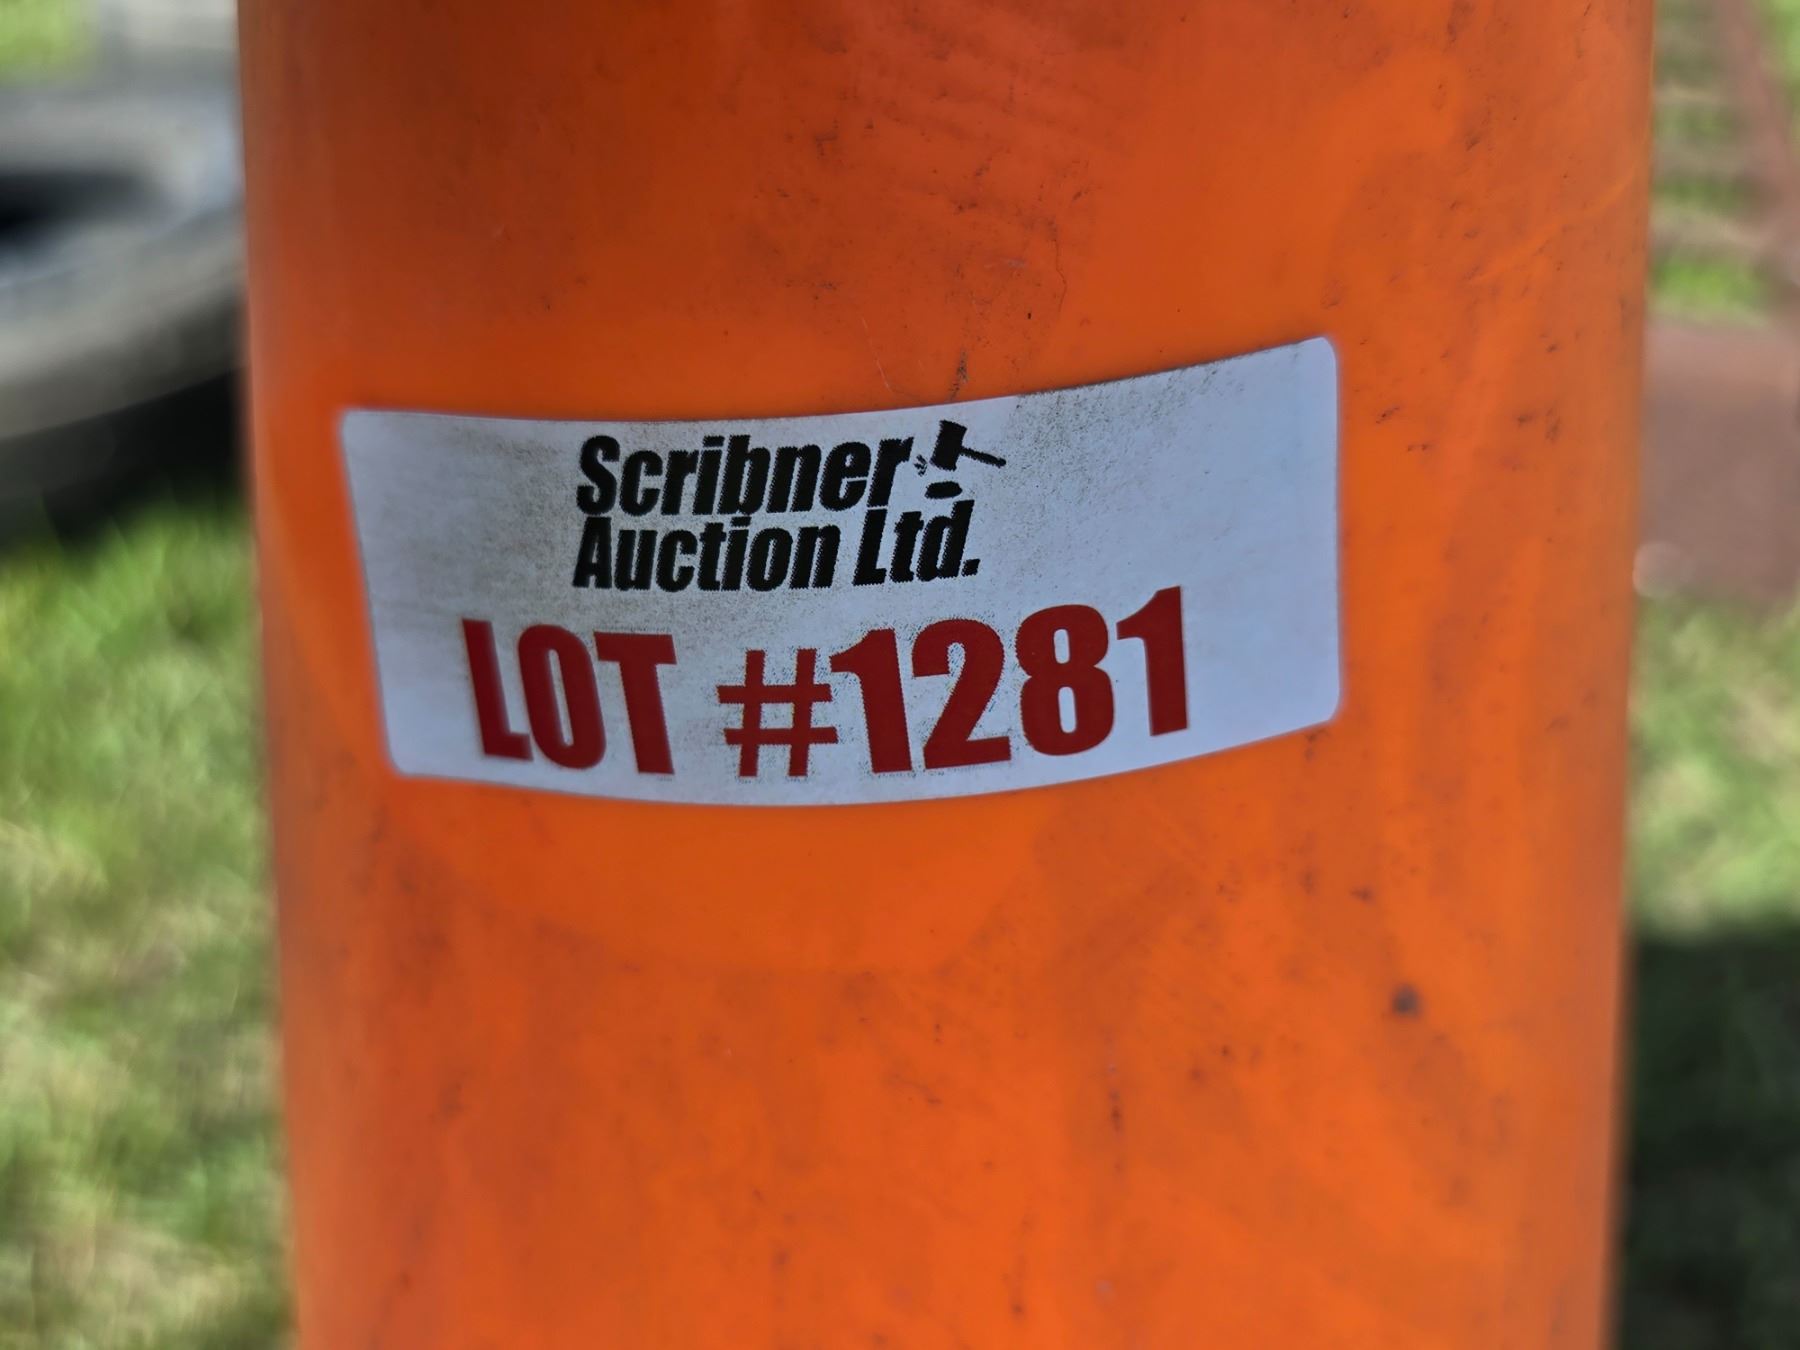 Scribner
Auction Ltd.
LOT #1281